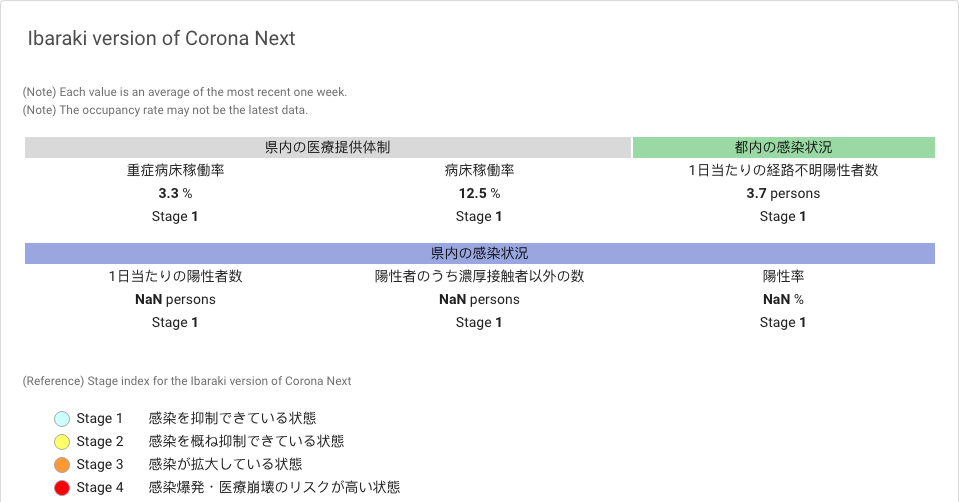 Ibaraki version of Corona Next
(Note) Each value is an average of the most recent one week.
(Note) The occupancy rate may not be the latest data.
県内の医療提供体制 都内の感染状況
重症病床稼働率 病床稼働率 1日当たりの経路不明陽性者数
3.3 % 12.5 % 3.7 persons
Stage 1 Stage 1 Stage 1
県内の感染状況
1日当たりの陽性者数 陽性者のうち濃厚接触者以外の数 陽性率
NaN persons NaN persons NaN %
Stage 1 Stage 1 Stage 1
(Reference) Stage index for the Ibaraki version of Corona Next
Stage 1 感染を抑制できている状態
Stage 2 感染を概ね抑制できている状態
Stage 3 感染が拡大している状態
Stage 4 感染爆発・医療崩壊のリスクが高い状態